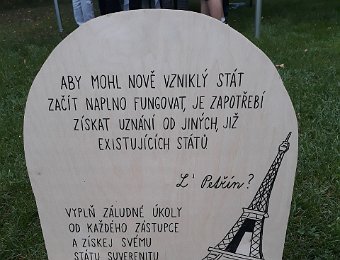 ABY MOHL NOVĚ VZNIKLÝ STÁT
ZAČÍT NAPLNO FUNGOVAT, JE ZAPOTŘEBÍ
ZÍSKAT UZNÁNÍ OD JINÝCH, JIŽ
EXISTUJÍCÍCH STÁTŮ
L' Petřín?
VYPLŇ ZÁLUDNÉ ÚKOLY
OD KAŽDÉHO ZÁSTUPCE
A ZÍSKEJ SVÉMU
STÁTU SUVERENITU